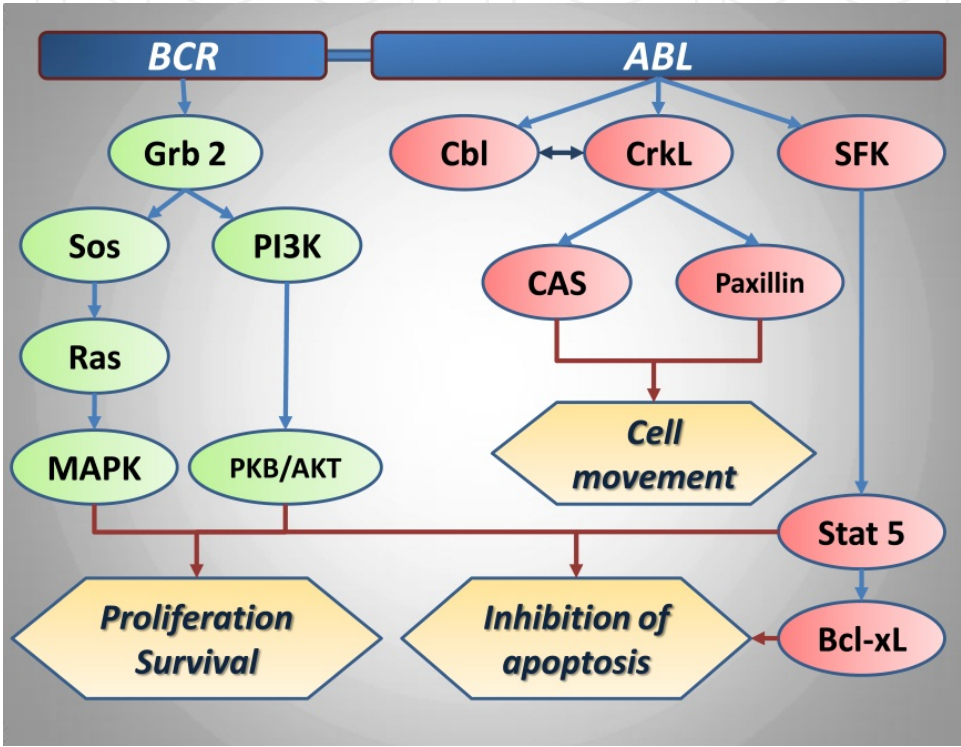 BCR
ABL
Grb 2
Cbl
CrkL
SFK
Sos
PI3K
CAS
Paxillin
Ras
Cell
movement
MAPK
PKB/AKT
Stat 5
Proliferation
Survival
Inhibition of
apoptosis
Bcl-xL